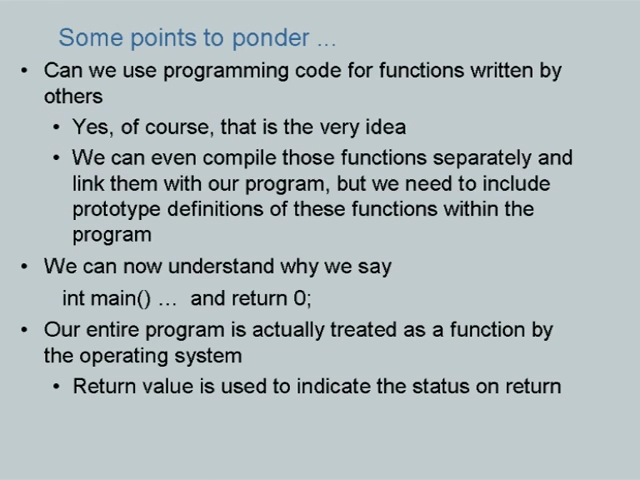 Some points to ponder ...
• Can we use programming code for functions written by
others
• Yes, of course, that is the very idea
• We can even compile those functions separately and
link them with our program, but we need to include
prototype definitions of these functions within the
program
• We can now understand why we say
int main() … and return 0;
• Our entire program is actually treated as a function by
the operating system
• Return value is used to indicate the status on return